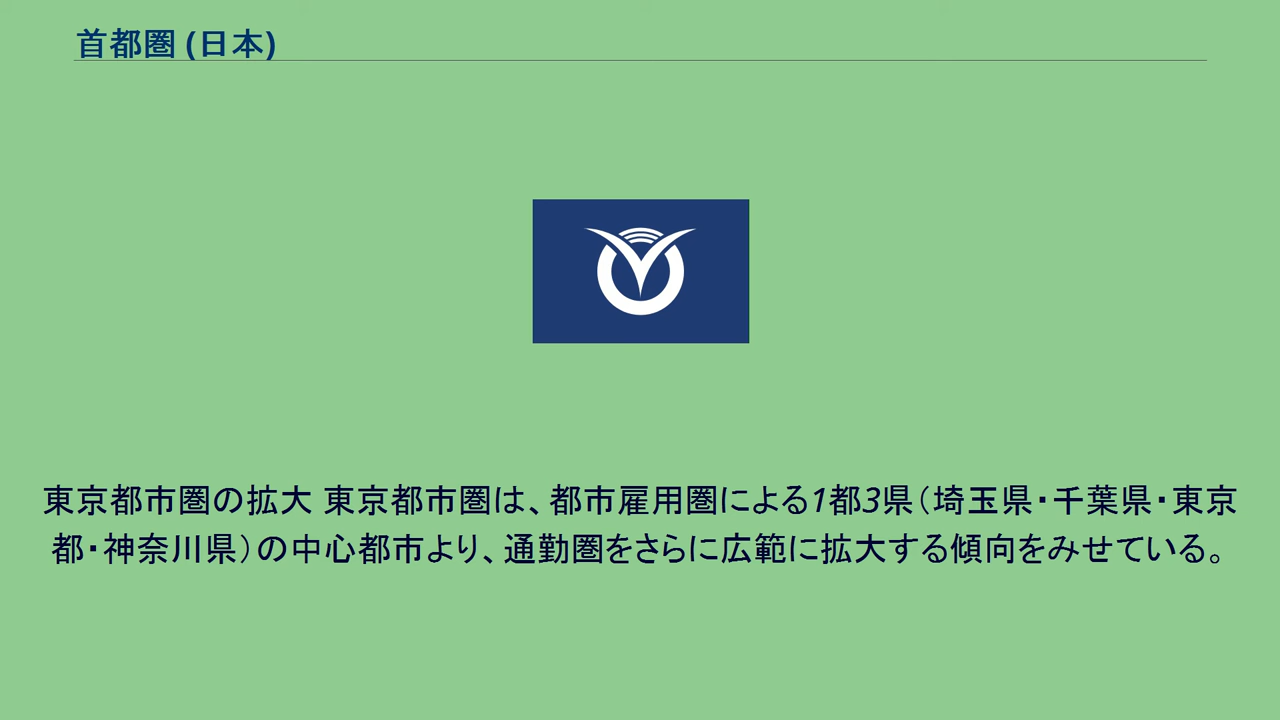 首都圏 (日本)
東京都市圏の拡大 東京都市圏は、都市雇用圏による1都3県（埼玉県・千葉県・東京
都・神奈川県）の中心都市より、通勤圏をさらに広範に拡大する傾向をみせている。